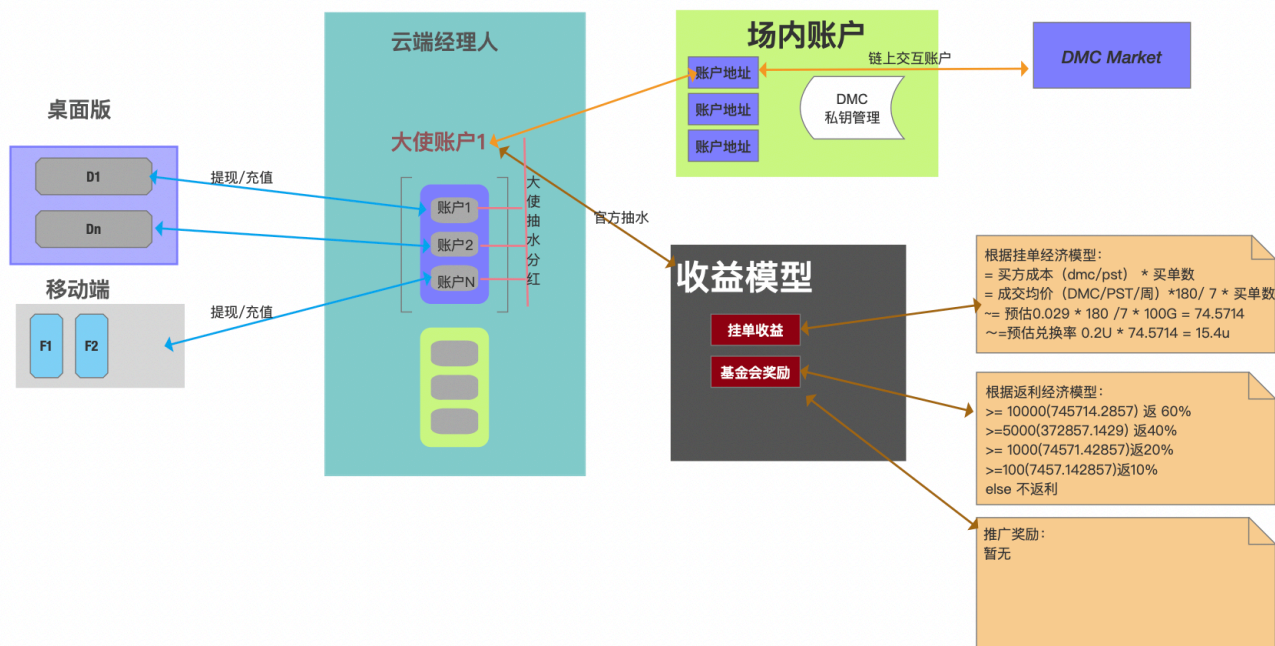 云端经理人
场内账户
链上交互账户
DMC Market
账户地址
账户地址
账户地址
DMC
私钥管理
桌面版
D1
Dn
提现/充值
大使账户1
账户1
账户2
账户N
大使抽水分红
官方抽水
移动端
F1
F2
提现/充值
收益模型
挂单收益
基金会奖励
根据挂单经济模型：
= 买方成本（dmc/pst） * 买单数
= 成交均价（DMC/PST/周）*180/ 7 * 买单数
~= 预估0.029 * 180 /7 * 100G = 74.5714
～=预估兑换率 0.2U * 74.5714 = 15.4u
根据返利经济模型：
>= 10000(745714.2857) 返 60%
>=5000(372857.1429) 返40%
>= 1000(74571.42857)返20%
>=100(7457.142857)返10%
else 不返利
推广奖励：
暂无